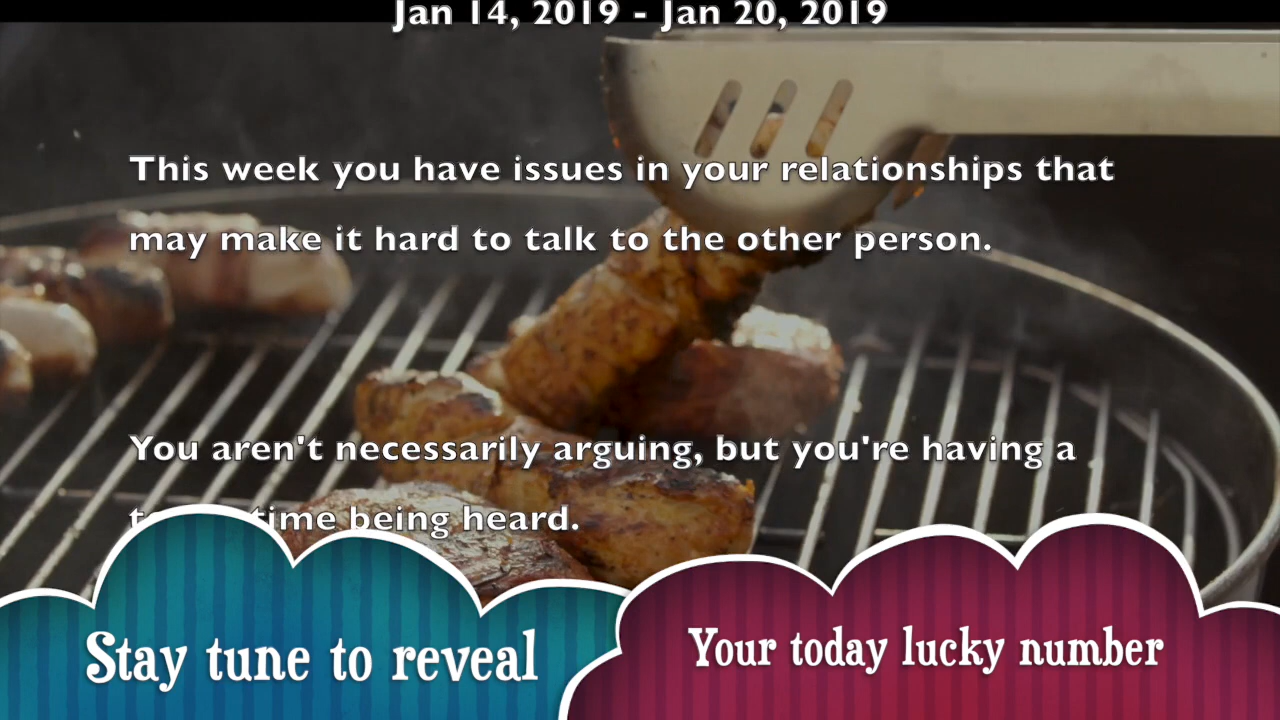 Jan 14, 2019 - Jan 20, 2019
This week you have issues in your relationships that
may make it hard to talk to the other person.
You aren't necessarily arguing, but you're having a
time being heard.
Stay tune to reveal
Your today lucky number